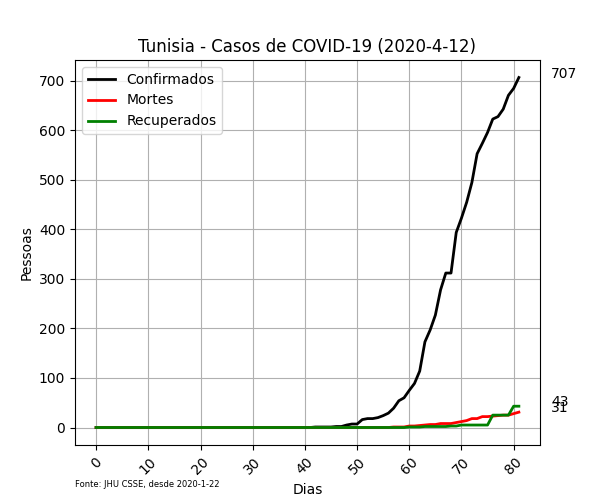 Tunisia - Casos de COVID-19 (2020-4-12)
Confirmados
Mortes
Recuperados
707
43
31
Pessoas
700
600
500
400
300
200
100
0
0
10
20
30
40
50
60
70
80
Dias
Fonte: JHU CSSE, desde 2020-1-22